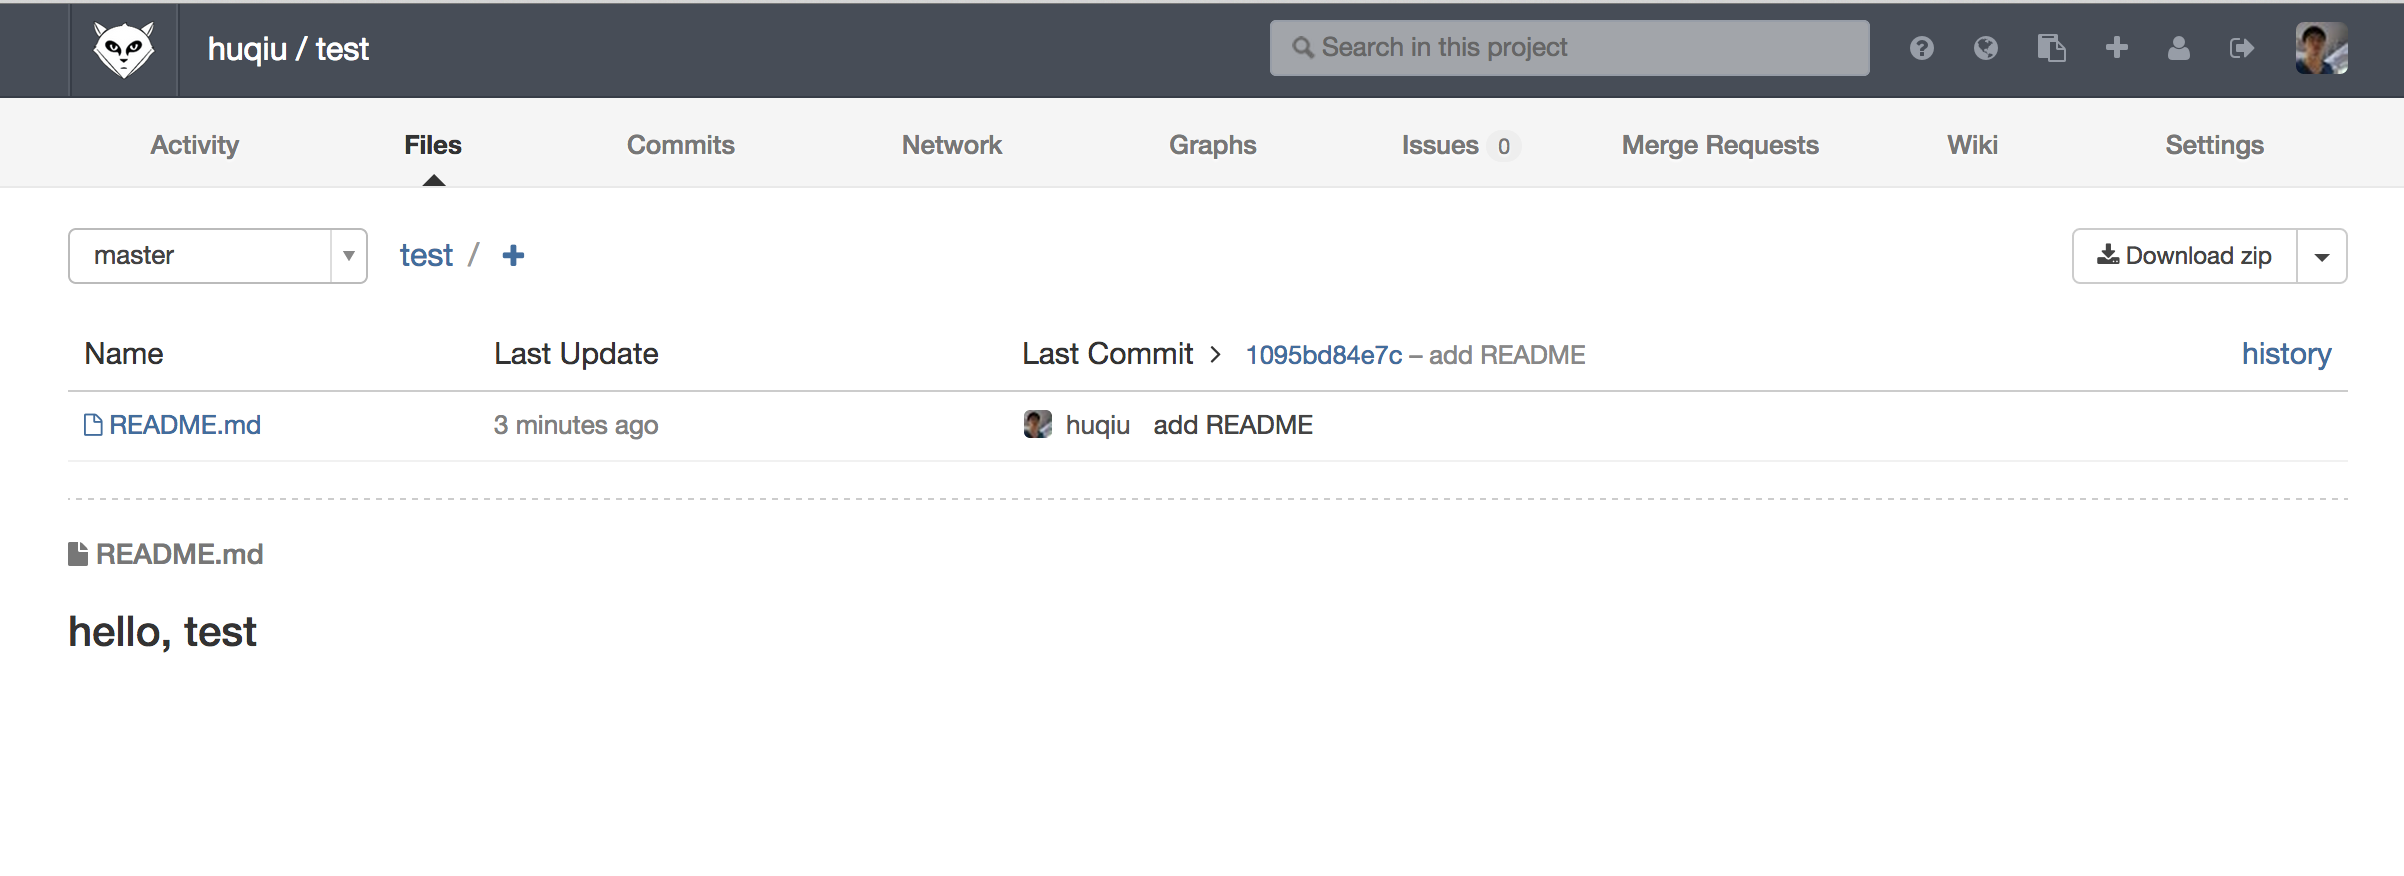 huqiu / test
Search in this project
Activity Files Commits Network Graphs Issues 0 Merge Requests Wiki Settings
master test / Download zip
Name Last Update Last Commit > 1095bd84e7c – add README history
README.md 3 minutes ago huqiu add README
README.md
hello, test